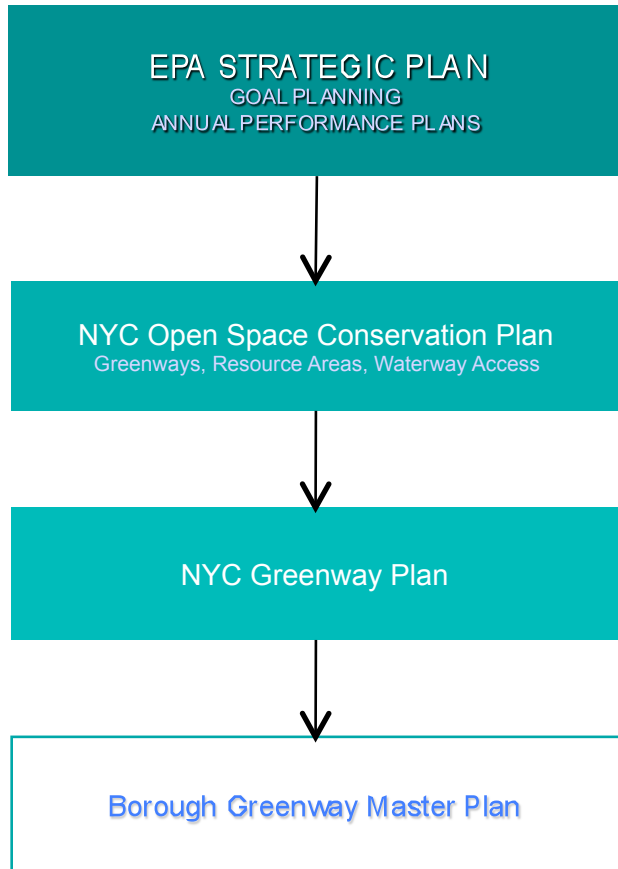 EPA STRATEGIC PLAN
GOAL PLANNING
ANNUAL PERFORMANCE PLANS
NYC Open Space Conservation Plan
Greenways, Resource Areas, Waterway Access
NYC Greenway Plan
Borough Greenway Master Plan